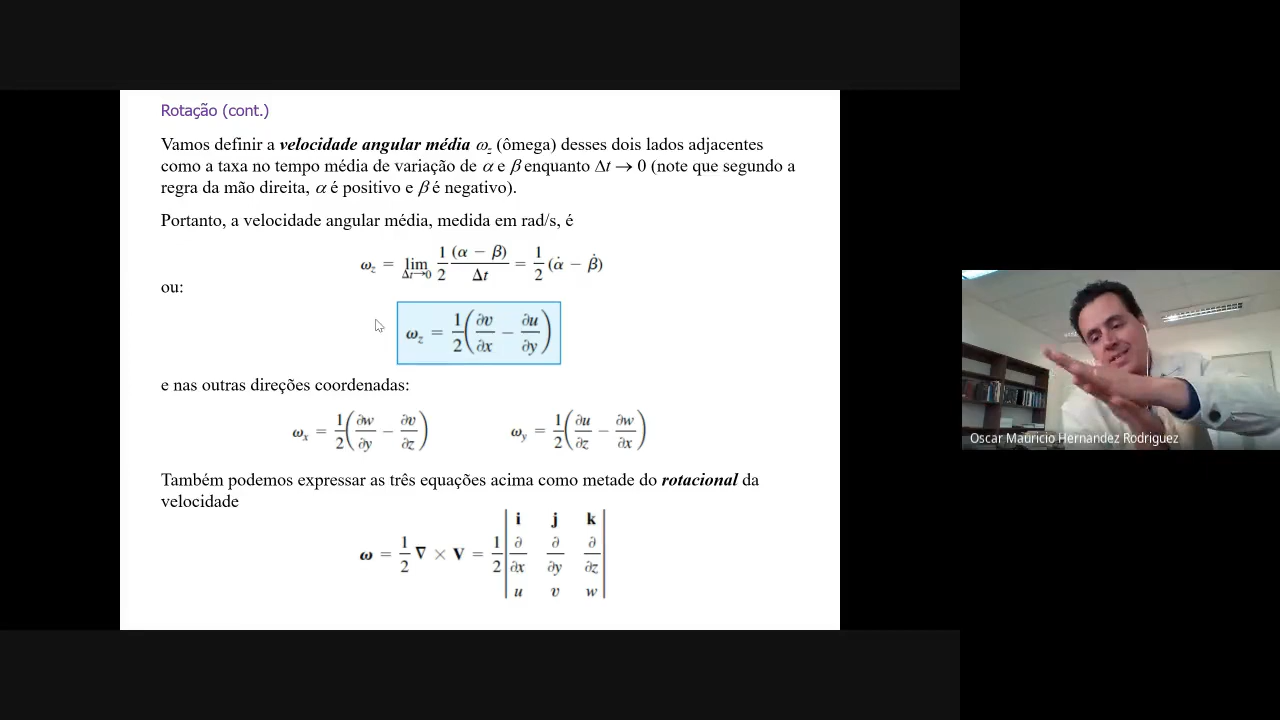 Rotação (cont.)
Vamos definir a velocidade angular média ω_z (ômega) desses dois lados adjacentes
como a taxa no tempo média de variação de α e β enquanto Δt → 0 (note que segundo a
regra da mão direita, α é positivo e β é negativo).
Portanto, a velocidade angular média, medida em rad/s, é
ω_z = lim_{Δt→0} 1/2 (α − β)/Δt = 1/2 (α̇ − β̇)
ou:
ω_z = 1/2 (∂v/∂x − ∂u/∂y)
e nas outras direções coordenadas:
ω_x = 1/2 (∂w/∂y − ∂v/∂z) ω_y = 1/2 (∂u/∂z − ∂w/∂x)
Também podemos expressar as três equações acima como metade do rotacional da
velocidade
ω = 1/2 ∇ × V = 1/2 | i j k ; ∂/∂x ∂/∂y ∂/∂z ; u v w |
Oscar Mauricio Hernandez Rodriguez